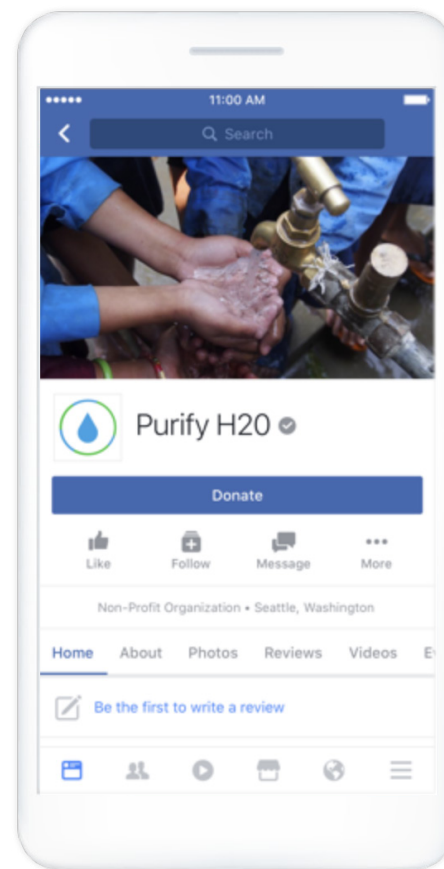 11:00 AM
Search
Purify H20
Donate
Like Follow Message More
Non-Profit Organization • Seattle, Washington
Home About Photos Reviews Videos E
Be the first to write a review